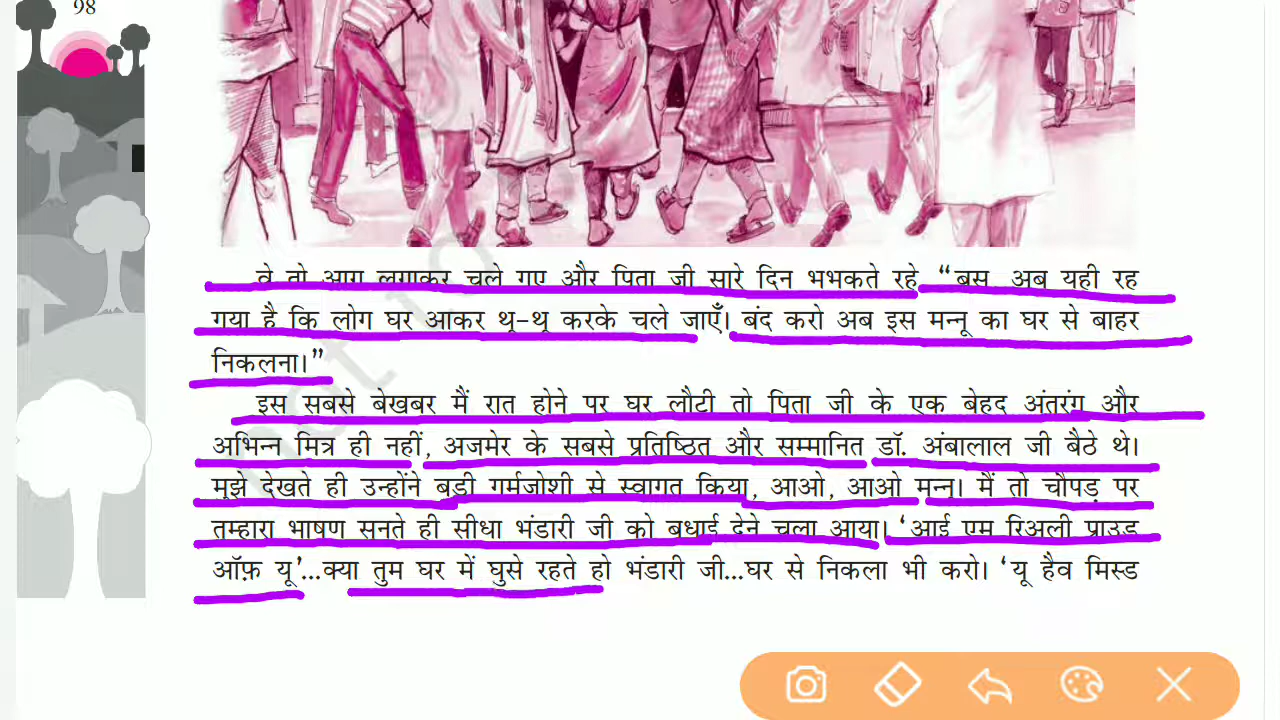 98
वे तो आग लगाकर चले गए और पिता जी सारे दिन भभकते रहे “बस अब यही रह
गया है कि लोग घर आकर थू-थू करके चले जाएँ। बंद करो अब इस मन्नू का घर से बाहर
निकलना।”
इस सबसे बेखबर मैं रात होने पर घर लौटी तो पिता जी के एक बेहद अंतरंग और
अभिन्न मित्र ही नहीं, अजमेर के सबसे प्रतिष्ठित और सम्मानित डॉ. अंबालाल जी बैठे थे।
मुझे देखते ही उन्होंने बड़ी गर्मजोशी से स्वागत किया, आओ, आओ मन्नू। मैं तो चौपड़ पर
तुम्हारा भाषण सुनते ही सीधा भंडारी जी को बधाई देने चला आया। ‘आई एम रिअली प्राउड
ऑफ़ यू’...क्या तुम घर में घुसे रहते हो भंडारी जी...घर से निकला भी करो। ‘यू हैव मिस्ड